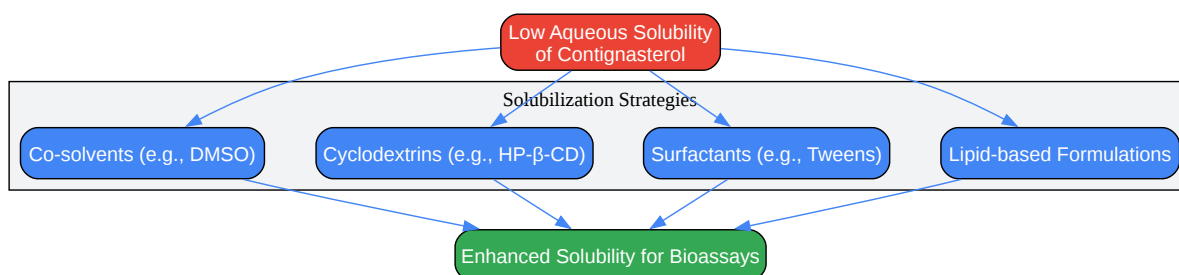 Low Aqueous Solubility
of Contignasterol
Solubilization Strategies
Co-solvents (e.g., DMSO)
Cyclodextrins (e.g., HP-β-CD)
Surfactants (e.g., Tweens)
Lipid-based Formulations
Enhanced Solubility for Bioassays